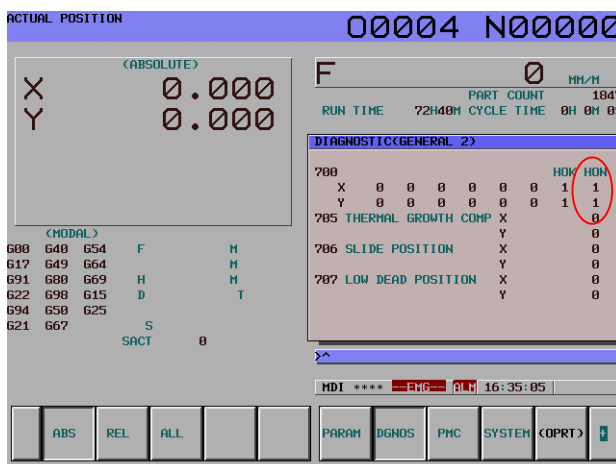 ACTUAL POSITION
O0004 N00000
(ABSOLUTE)
X 0.000
Y 0.000
F 0 MM/M
PART COUNT 184
RUN TIME 72H40M CYCLE TIME 0H 0M 0
DIAGNOSTIC(GENERAL 2)
700 HOK HON
X 0 0 0 0 0 0 1 1
Y 0 0 0 0 0 0 1 1
705 THERMAL GROWTH COMP X 0
Y 0
706 SLIDE POSITION X 0
Y 0
707 LOW DEAD POSITION X 0
Y 0
(MODAL)
G00 G40 G54 F M
G17 G49 G64 M
G91 G80 G69 H M
G22 G98 G15 D T
G94 G50 G25
G21 G67 S
SACT 0
>^
MDI **** --EMG-- ALM 16:35:05
ABS REL ALL PARAM DGNOS PMC SYSTEM (OPRT) +